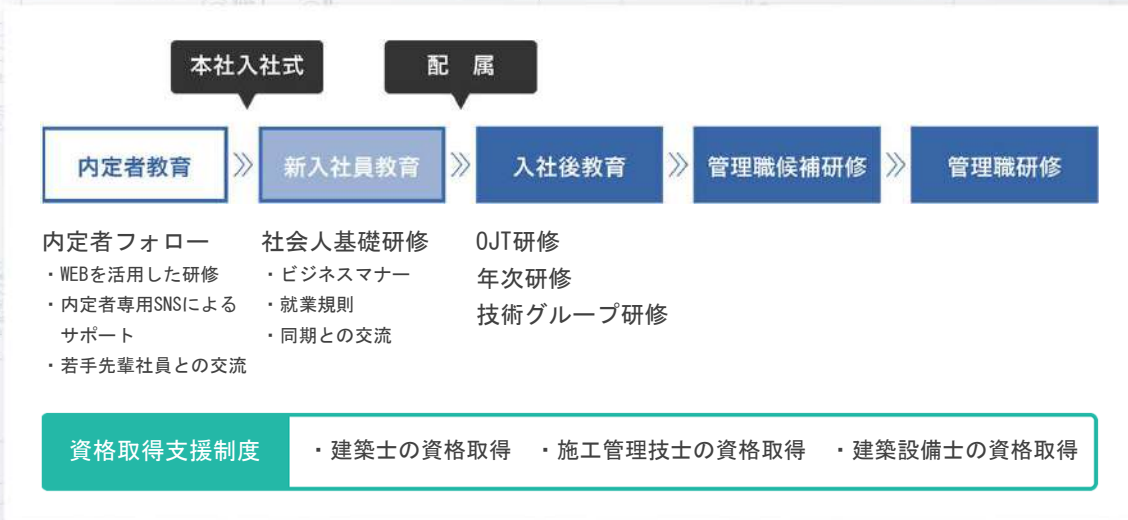 本社入社式
配 属
内定者教育
新入社員教育
入社後教育
管理職候補研修
管理職研修
内定者フォロー
・WEBを活用した研修
・内定者専用SNSによる
サポート
・若手先輩社員との交流
社会人基礎研修
・ビジネスマナー
・就業規則
・同期との交流
OJT研修
年次研修
技術グループ研修
資格取得支援制度
・建築士の資格取得 ・施工管理技士の資格取得 ・建築設備士の資格取得